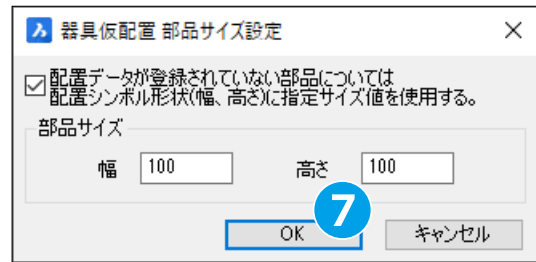 器具仮配置 部品サイズ設定
配置データが登録されていない部品については
配置シンボル形状(幅、高さ)に指定サイズ値を使用する。
部品サイズ
幅 100 高さ 100
7
OK キャンセル